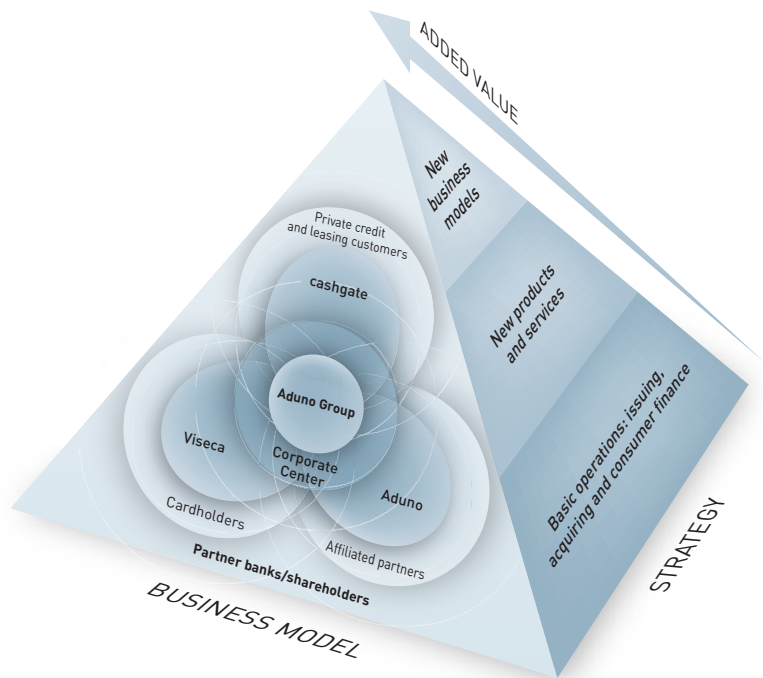 ADDED VALUE
New
business
models
Private credit
and leasing customers
cashgate
New products
and services
Aduno Group
Viseca
Corporate
Center
Aduno
Basic operations: issuing,
acquiring and consumer finance
Cardholders
Affiliated partners
Partner banks/shareholders
BUSINESS MODEL
STRATEGY